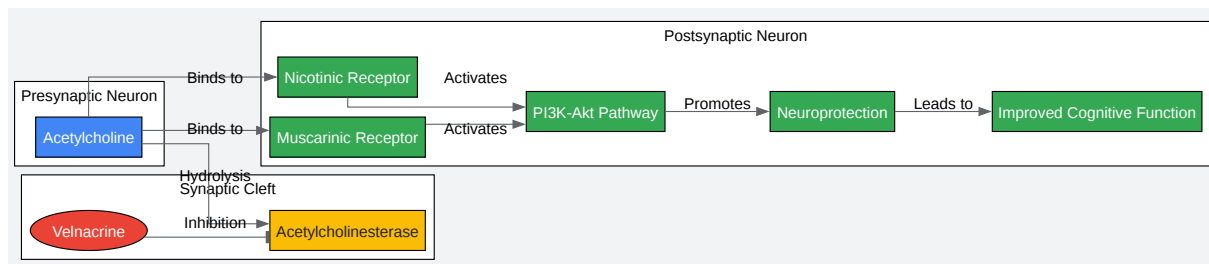 Postsynaptic Neuron
Nicotinic Receptor
Binds to
Activates
Presynaptic Neuron
Acetylcholine
Binds to
Muscarinic Receptor
Activates
PI3K-Akt Pathway
Promotes
Neuroprotection
Leads to
Improved Cognitive Function
Hydrolysis
Synaptic Cleft
Velnacrine
Inhibition
Acetylcholinesterase